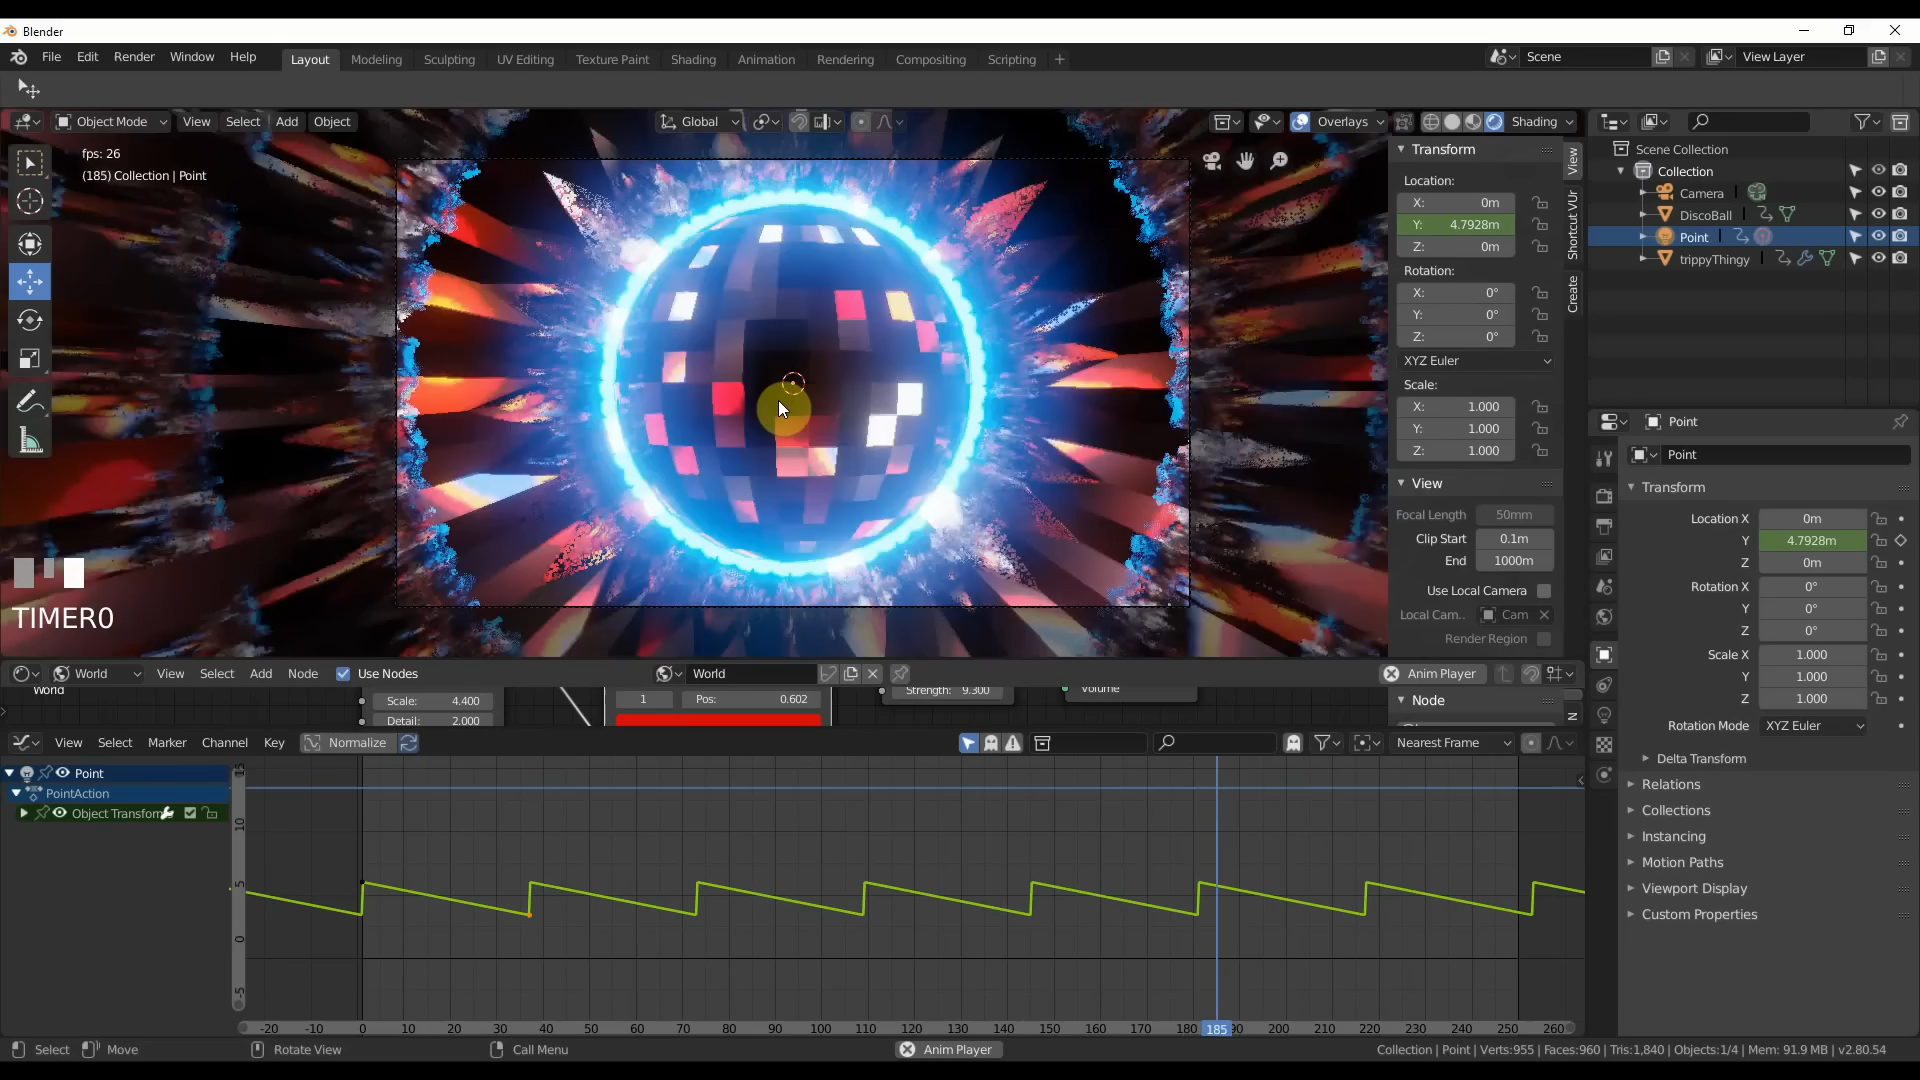 Blender
File Edit Render Window Help Layout Modeling Sculpting UV Editing Texture Paint Shading Animation Rendering Compositing Scripting + Scene View Layer
Object Mode View Select Add Object Global Overlays Shading
fps: 26
(185) Collection | Point
TIMER0
Transform
Location:
X: 0m
Y: 4.7928m
Z: 0m
Rotation:
X: 0°
Y: 0°
Z: 0°
XYZ Euler
Scale:
X: 1.000
Y: 1.000
Z: 1.000
View
Focal Length 50mm
Clip Start 0.1m
End 1000m
Use Local Camera
Local Cam.. Cam
Render Region
View
Shortcut VUr
Create
Scene Collection
Collection
Camera
DiscoBall
Point
trippyThingy
Point
Point
Transform
Location X 0m
Y 4.7928m
Z 0m
Rotation X 0°
Y 0°
Z 0°
Scale X 1.000
Y 1.000
Z 1.000
Rotation Mode XYZ Euler
Delta Transform
Relations
Collections
Instancing
Motion Paths
Viewport Display
Custom Properties
World View Select Add Node Use Nodes World Anim Player
World
Scale: 4.400
Detail: 2.000
1 Pos: 0.602
Strength: 9.300
Volume
Node
N
View Select Marker Channel Key Normalize Nearest Frame
Point
PointAction
Object Transform
15
10
5
0
-5
-20 -10 0 10 20 30 40 50 60 70 80 90 100 110 120 130 140 150 160 170 180 185 90 200 210 220 230 240 250 260
Select Move Rotate View Call Menu Anim Player Collection | Point | Verts:955 | Faces:960 | Tris:1,840 | Objects:1/4 | Mem: 91.9 MB | v2.80.54